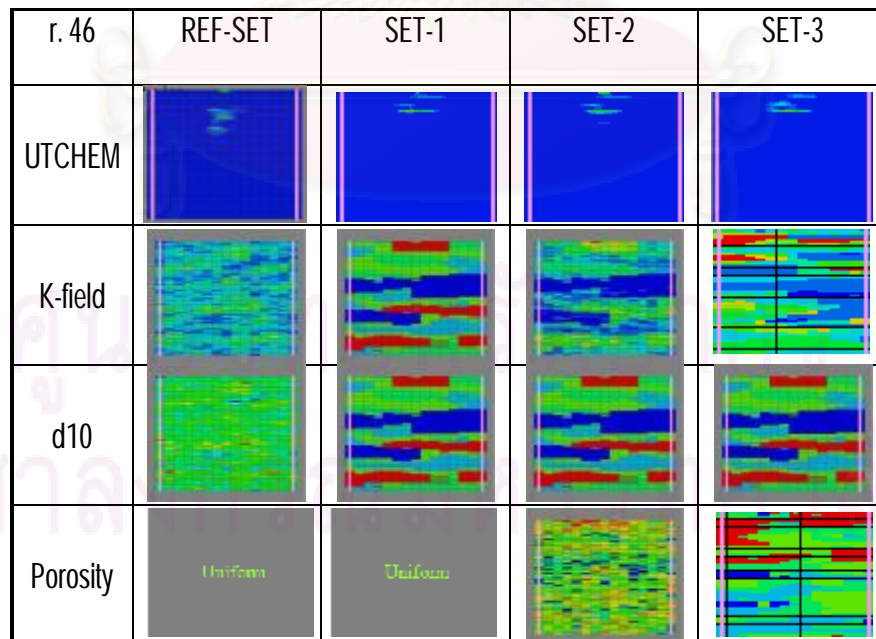 r. 46 REF-SET SET-1 SET-2 SET-3
UTCHEM
K-field
d10
Porosity Uniform Uniform